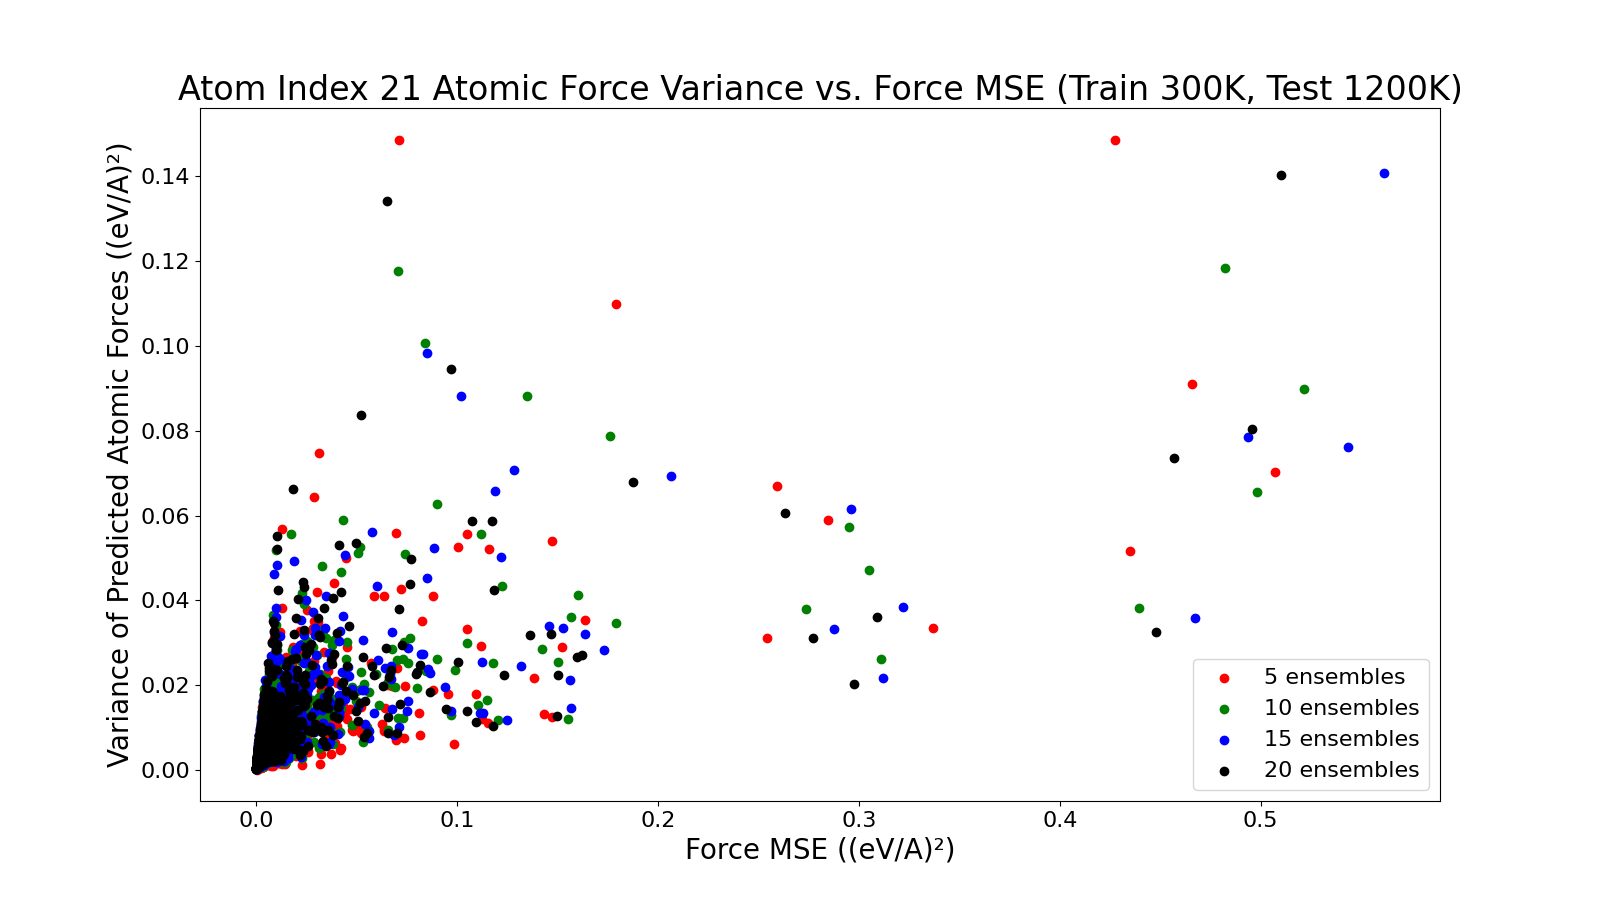 Atom Index 21 Atomic Force Variance vs. Force MSE (Train 300K, Test 1200K)
Variance of Predicted Atomic Forces ((eV/A)²)
0.14
0.12
0.10
0.08
0.06
0.04
0.02
0.00
5 ensembles
10 ensembles
15 ensembles
20 ensembles
0.0 0.1 0.2 0.3 0.4 0.5
Force MSE ((eV/A)²)